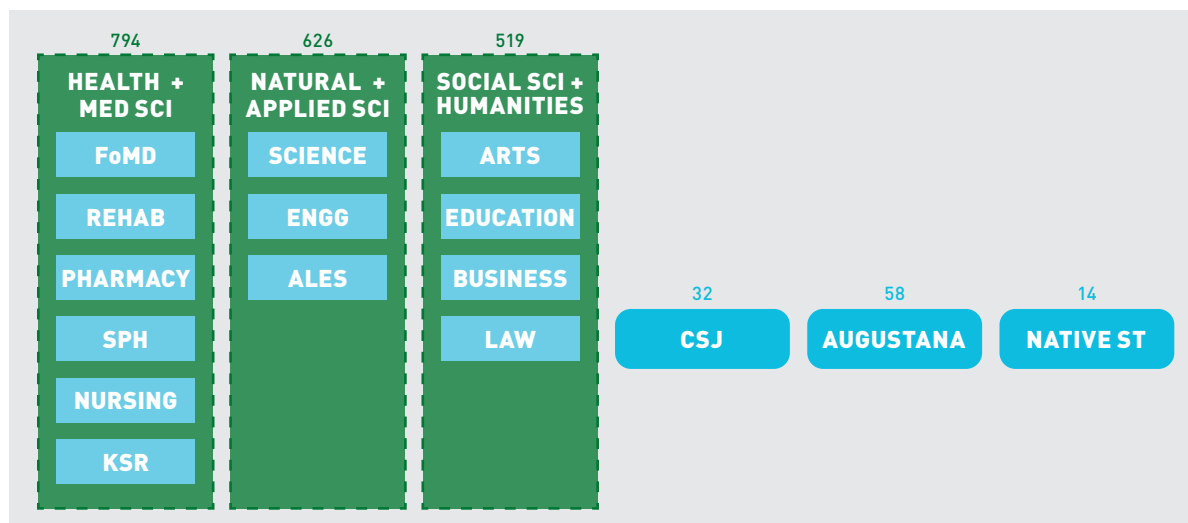 794
HEALTH +
MED SCI
FoMD
REHAB
PHARMACY
SPH
NURSING
KSR
626
NATURAL +
APPLIED SCI
SCIENCE
ENGG
ALES
519
SOCIAL SCI +
HUMANITIES
ARTS
EDUCATION
BUSINESS
LAW
32
CSJ
58
AUGUSTANA
14
NATIVE ST